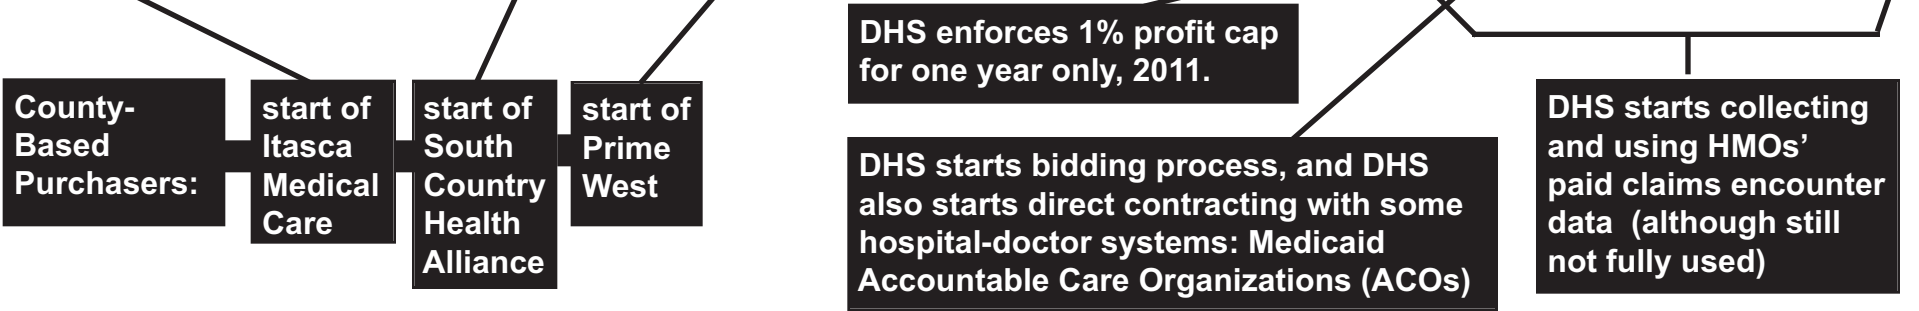 County-
Based
Purchasers:
start of
Itasca
Medical
Care
start of
South
Country
Health
Alliance
start of
Prime
West
DHS enforces 1% profit cap
for one year only, 2011.
DHS starts bidding process, and DHS
also starts direct contracting with some
hospital-doctor systems: Medicaid
Accountable Care Organizations (ACOs)
DHS starts collecting
and using HMOs’
paid claims encounter
data (although still
not fully used)